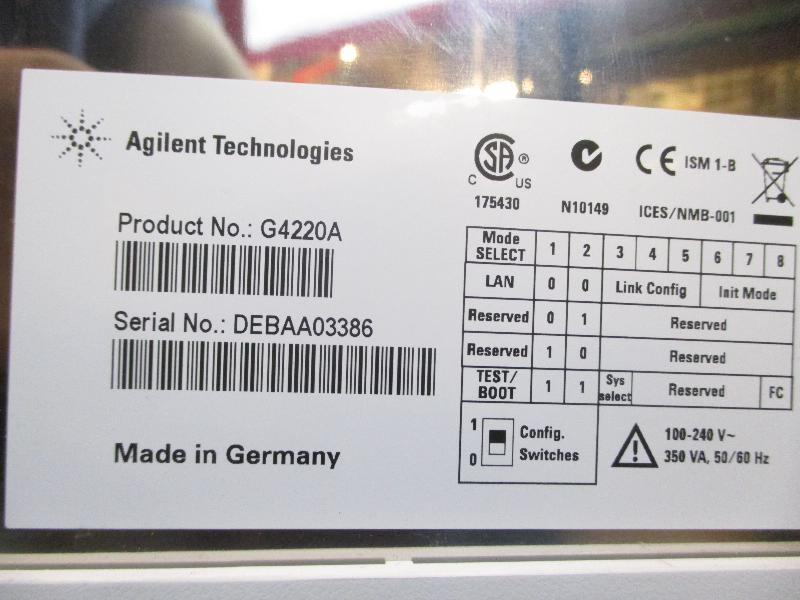 Agilent Technologies
Product No.: G4220A
Serial No.: DEBAA03386
Made in Germany
SA ®
C US
175430
N10149
CE ISM 1-B
ICES/NMB-001
Mode SELECT 1 2 3 4 5 6 7 8
LAN 0 0 Link Config Init Mode
Reserved 0 1 Reserved
Reserved 1 0 Reserved
TEST/BOOT 1 1 Sys select Reserved FC
1
0
Config.
Switches
100-240 V~
350 VA, 50/60 Hz